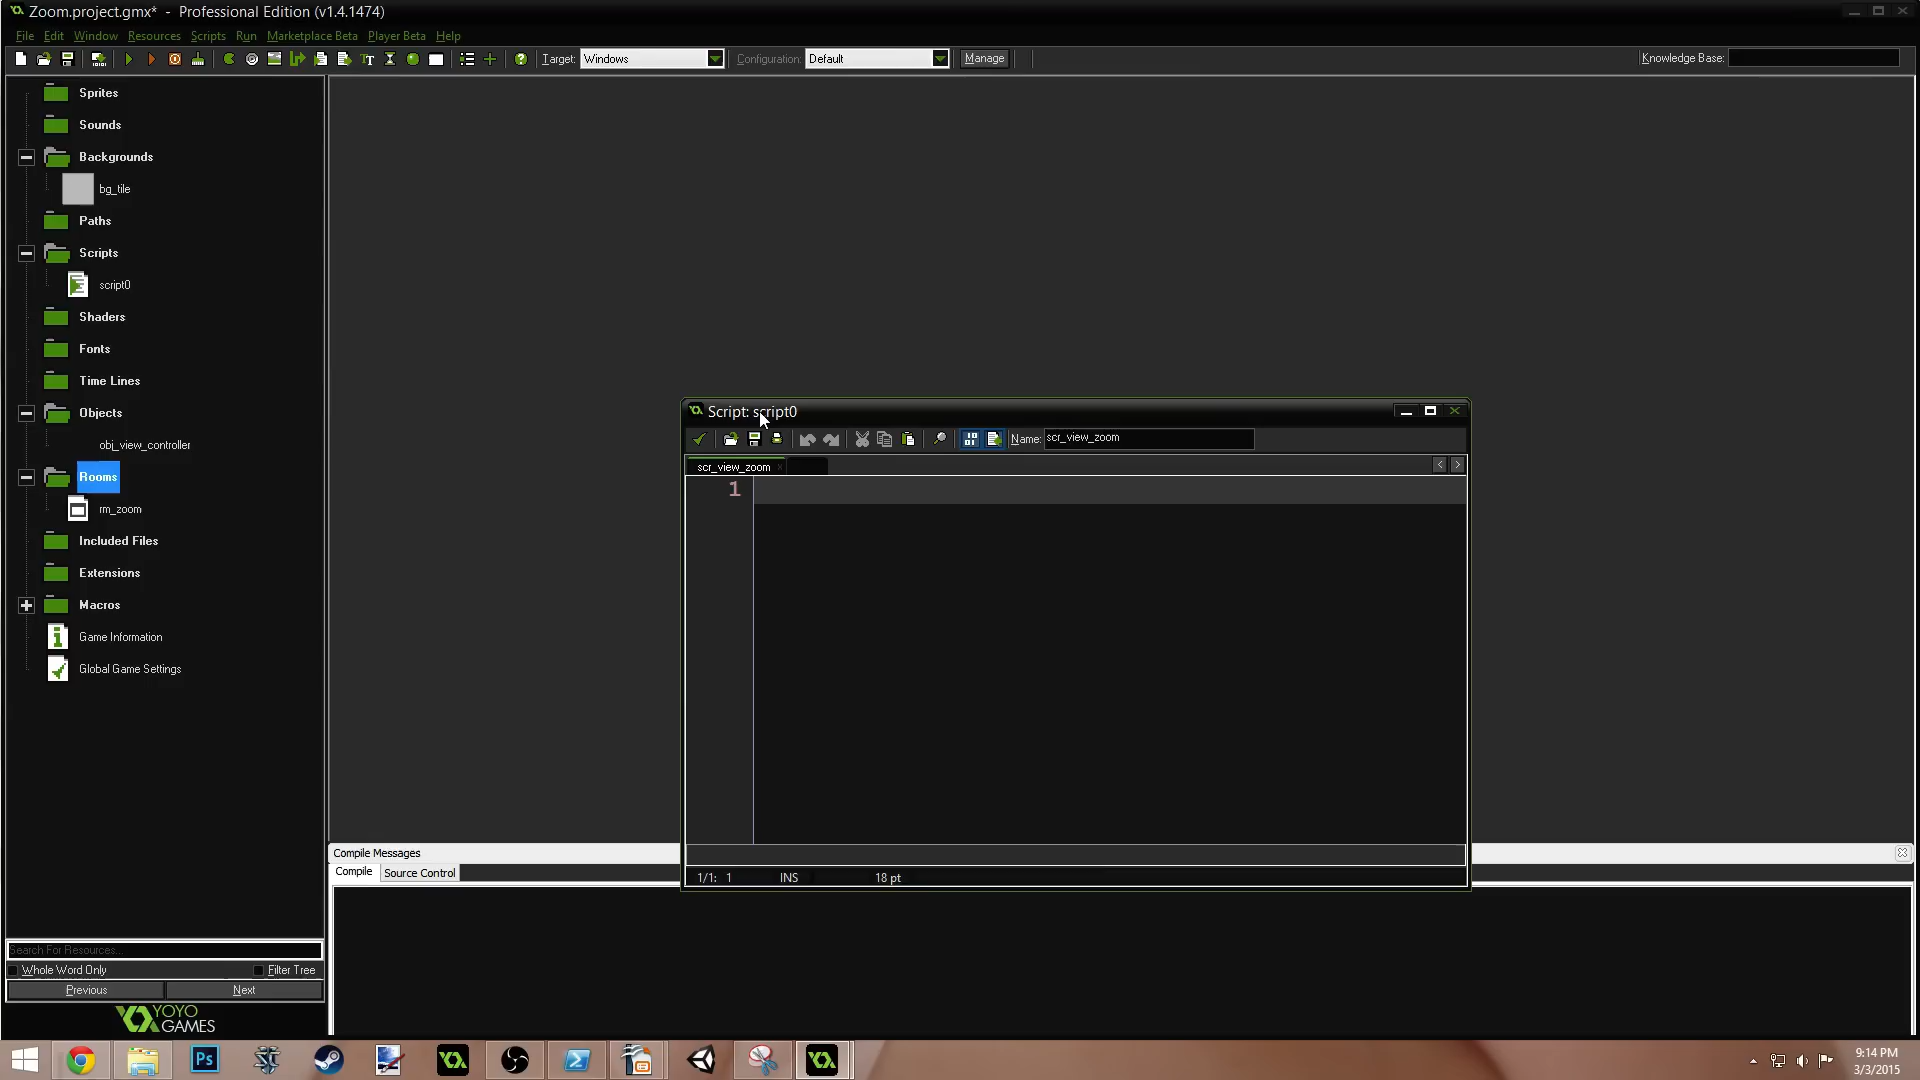 Zoom.project.gmx* - Professional Edition (v1.4.1474)
File Edit Window Resources Scripts Run Marketplace Beta Player Beta Help
Target: Windows Configuration: Default Manage Knowledge Base:
Sprites
Sounds
Backgrounds
bg_tile
Paths
Scripts
script0
Shaders
Fonts
Time Lines
Objects
obj_view_controller
Rooms
rm_zoom
Included Files
Extensions
Macros
Game Information
Global Game Settings
Script: script0
Name: scr_view_zoom
scr_view_zoom
1
1/1: 1 INS 18 pt
Compile Messages
Compile Source Control
Search For Resources...
Whole Word Only Filter Tree
Previous Next
YOYO
GAMES
Ps
9:14 PM
3/3/2015